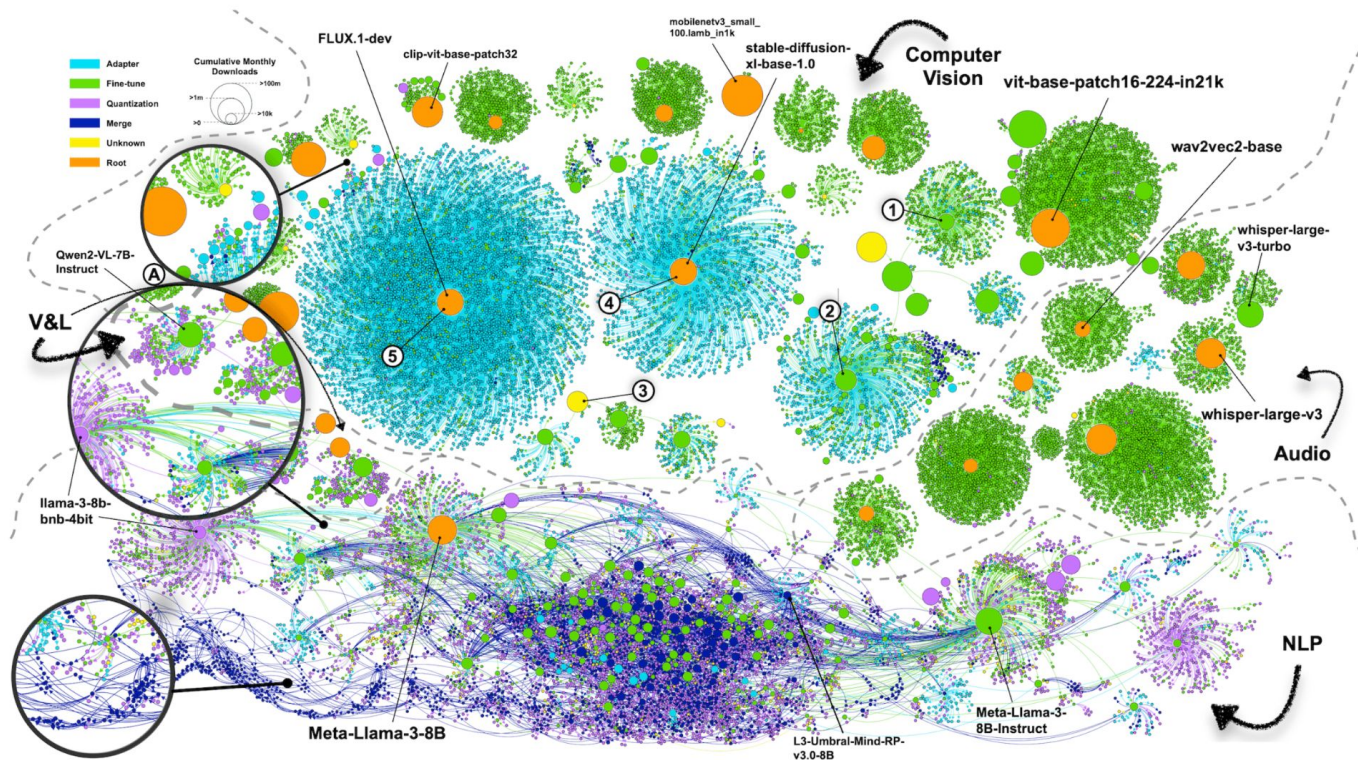 FLUX.1-dev
clip-vit-base-patch32
mobilenetv3_small_
100.lamb_in1k
stable-diffusion-
xl-base-1.0
Computer
Vision
vit-base-patch16-224-in21k
wav2vec2-base
whisper-large-
v3-turbo
Adapter
Fine-tune
Quantization
Merge
Unknown
Root
Cumulative Monthly
Downloads
>100m
>1m
>10k
>0
1
2
3
4
5
A
Qwen2-VL-7B-
Instruct
V&L
llama-3-8b-
bnb-4bit
whisper-large-v3
Audio
NLP
Meta-Llama-3-8B
L3-Umbral-Mind-RP-
v3.0-8B
Meta-Llama-3-
8B-Instruct